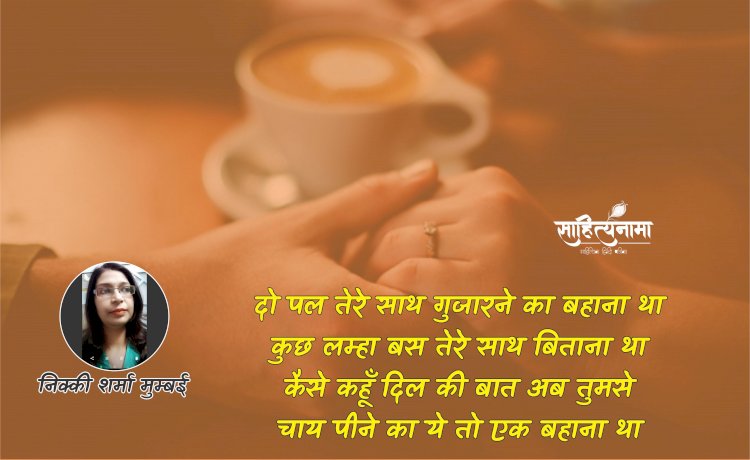 साहित्यनामा
दो पल तेरे साथ गुजारने का बहाना था
कुछ लम्हा बस तेरे साथ बिताना था
कैसे कहूँ दिल की बात अब तुमसे
चाय पीने का ये तो एक बहाना था
निक्की शर्मा मुम्बई